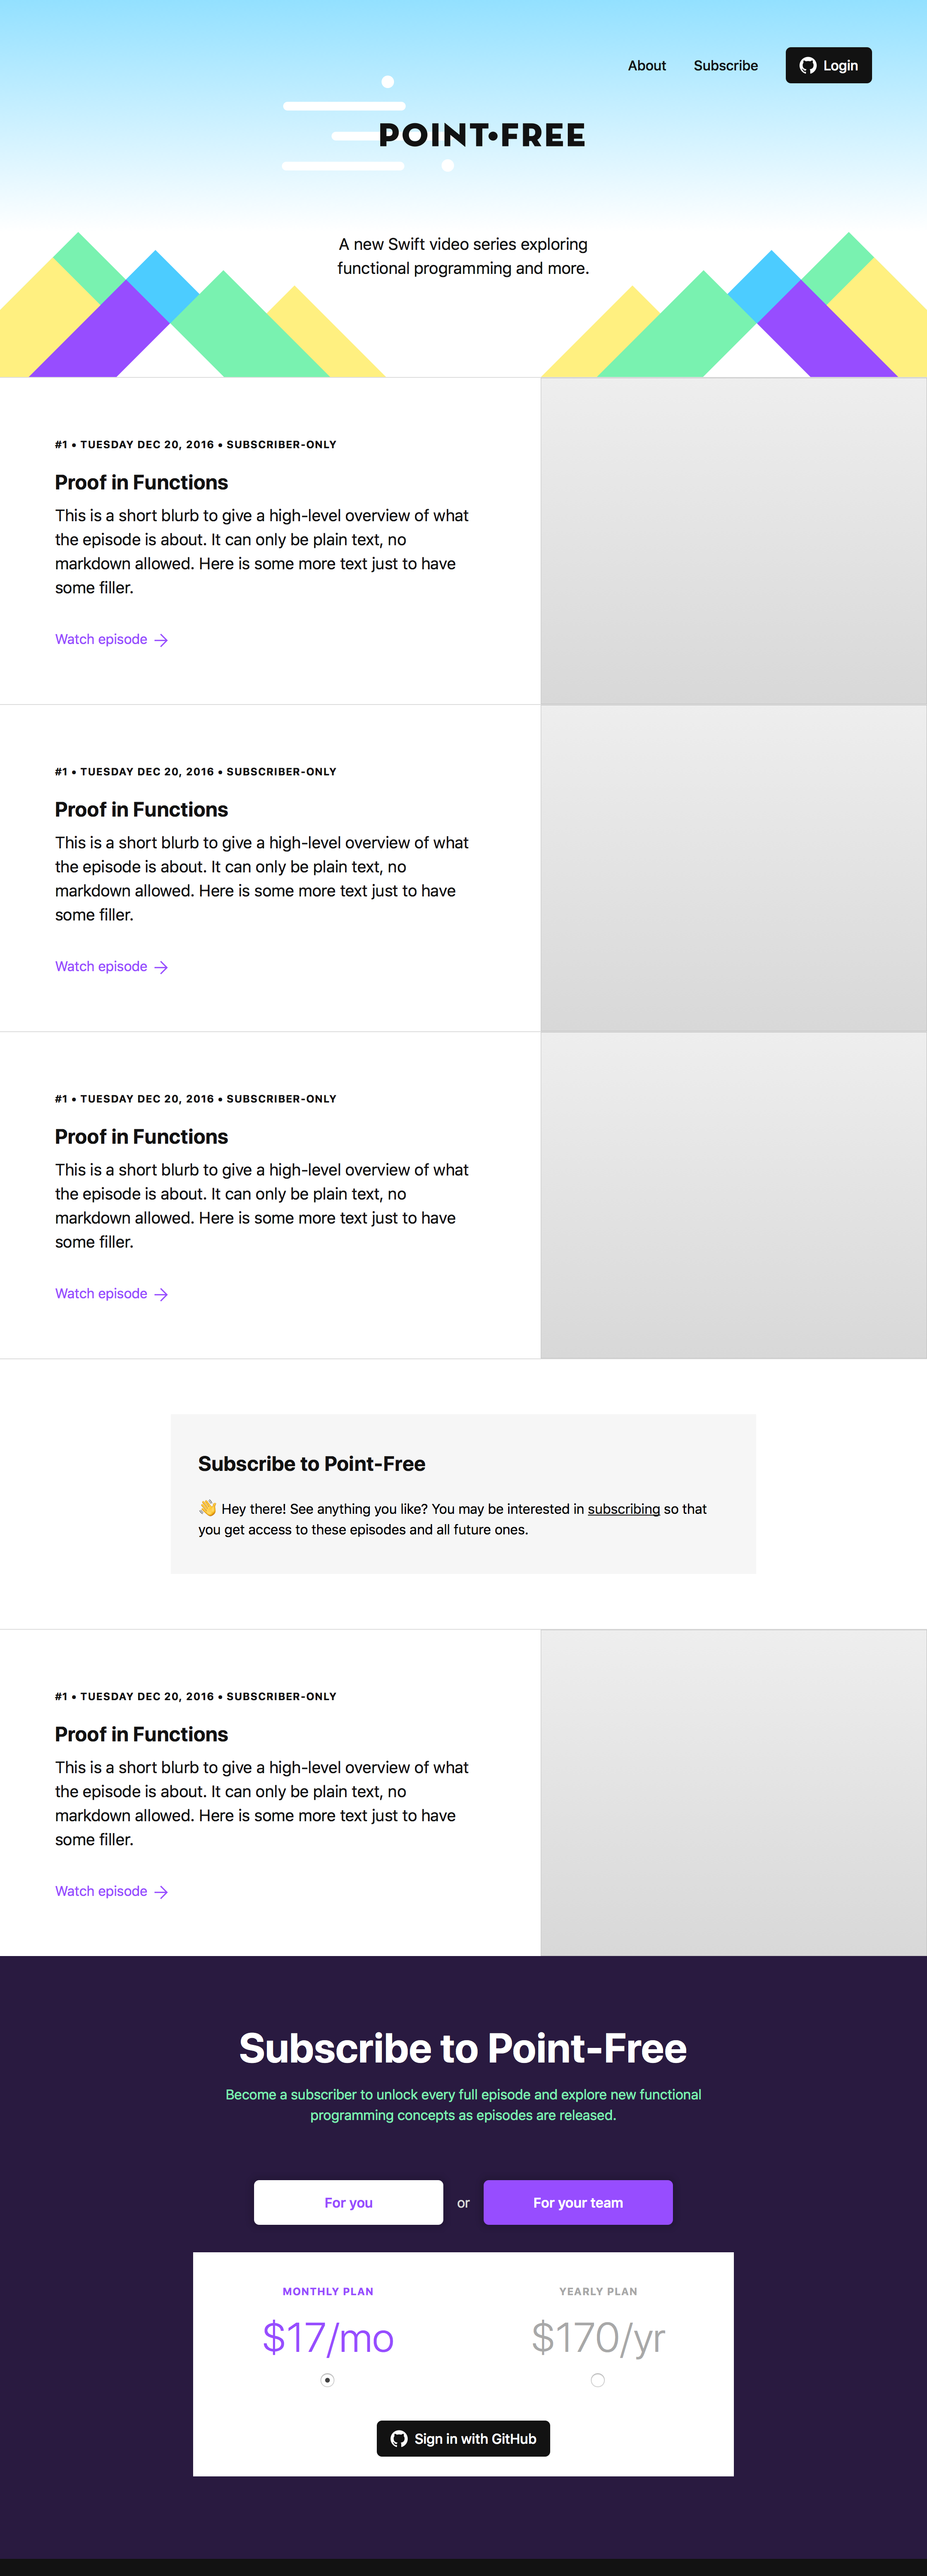 About Subscribe Login
POINT•FREE
A new Swift video series exploring
functional programming and more.
#1 • TUESDAY DEC 20, 2016 • SUBSCRIBER-ONLY
Proof in Functions
This is a short blurb to give a high-level overview of what
the episode is about. It can only be plain text, no
markdown allowed. Here is some more text just to have
some filler.
Watch episode →
#1 • TUESDAY DEC 20, 2016 • SUBSCRIBER-ONLY
Proof in Functions
This is a short blurb to give a high-level overview of what
the episode is about. It can only be plain text, no
markdown allowed. Here is some more text just to have
some filler.
Watch episode →
#1 • TUESDAY DEC 20, 2016 • SUBSCRIBER-ONLY
Proof in Functions
This is a short blurb to give a high-level overview of what
the episode is about. It can only be plain text, no
markdown allowed. Here is some more text just to have
some filler.
Watch episode →
Subscribe to Point-Free
👋 Hey there! See anything you like? You may be interested in subscribing so that
you get access to these episodes and all future ones.
#1 • TUESDAY DEC 20, 2016 • SUBSCRIBER-ONLY
Proof in Functions
This is a short blurb to give a high-level overview of what
the episode is about. It can only be plain text, no
markdown allowed. Here is some more text just to have
some filler.
Watch episode →
Subscribe to Point-Free
Become a subscriber to unlock every full episode and explore new functional
programming concepts as episodes are released.
For you or For your team
MONTHLY PLAN YEARLY PLAN
$17/mo $170/yr
Sign in with GitHub